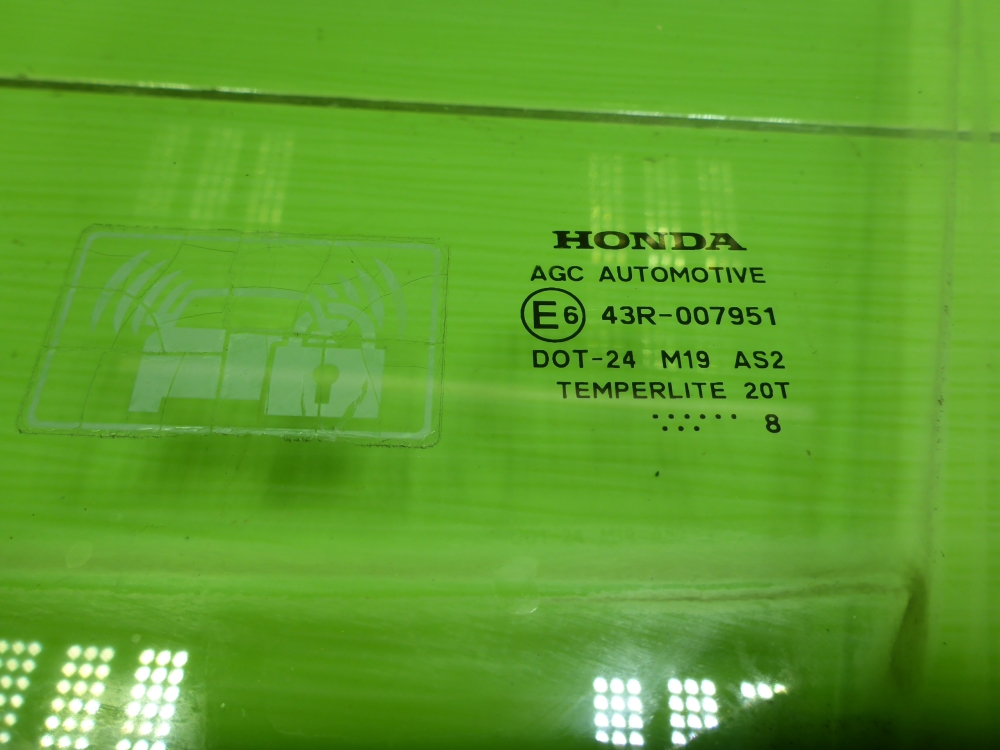 HONDA
AGC AUTOMOTIVE
E6 43R-007951
DOT-24 M19 AS2
TEMPERLITE 20T
8